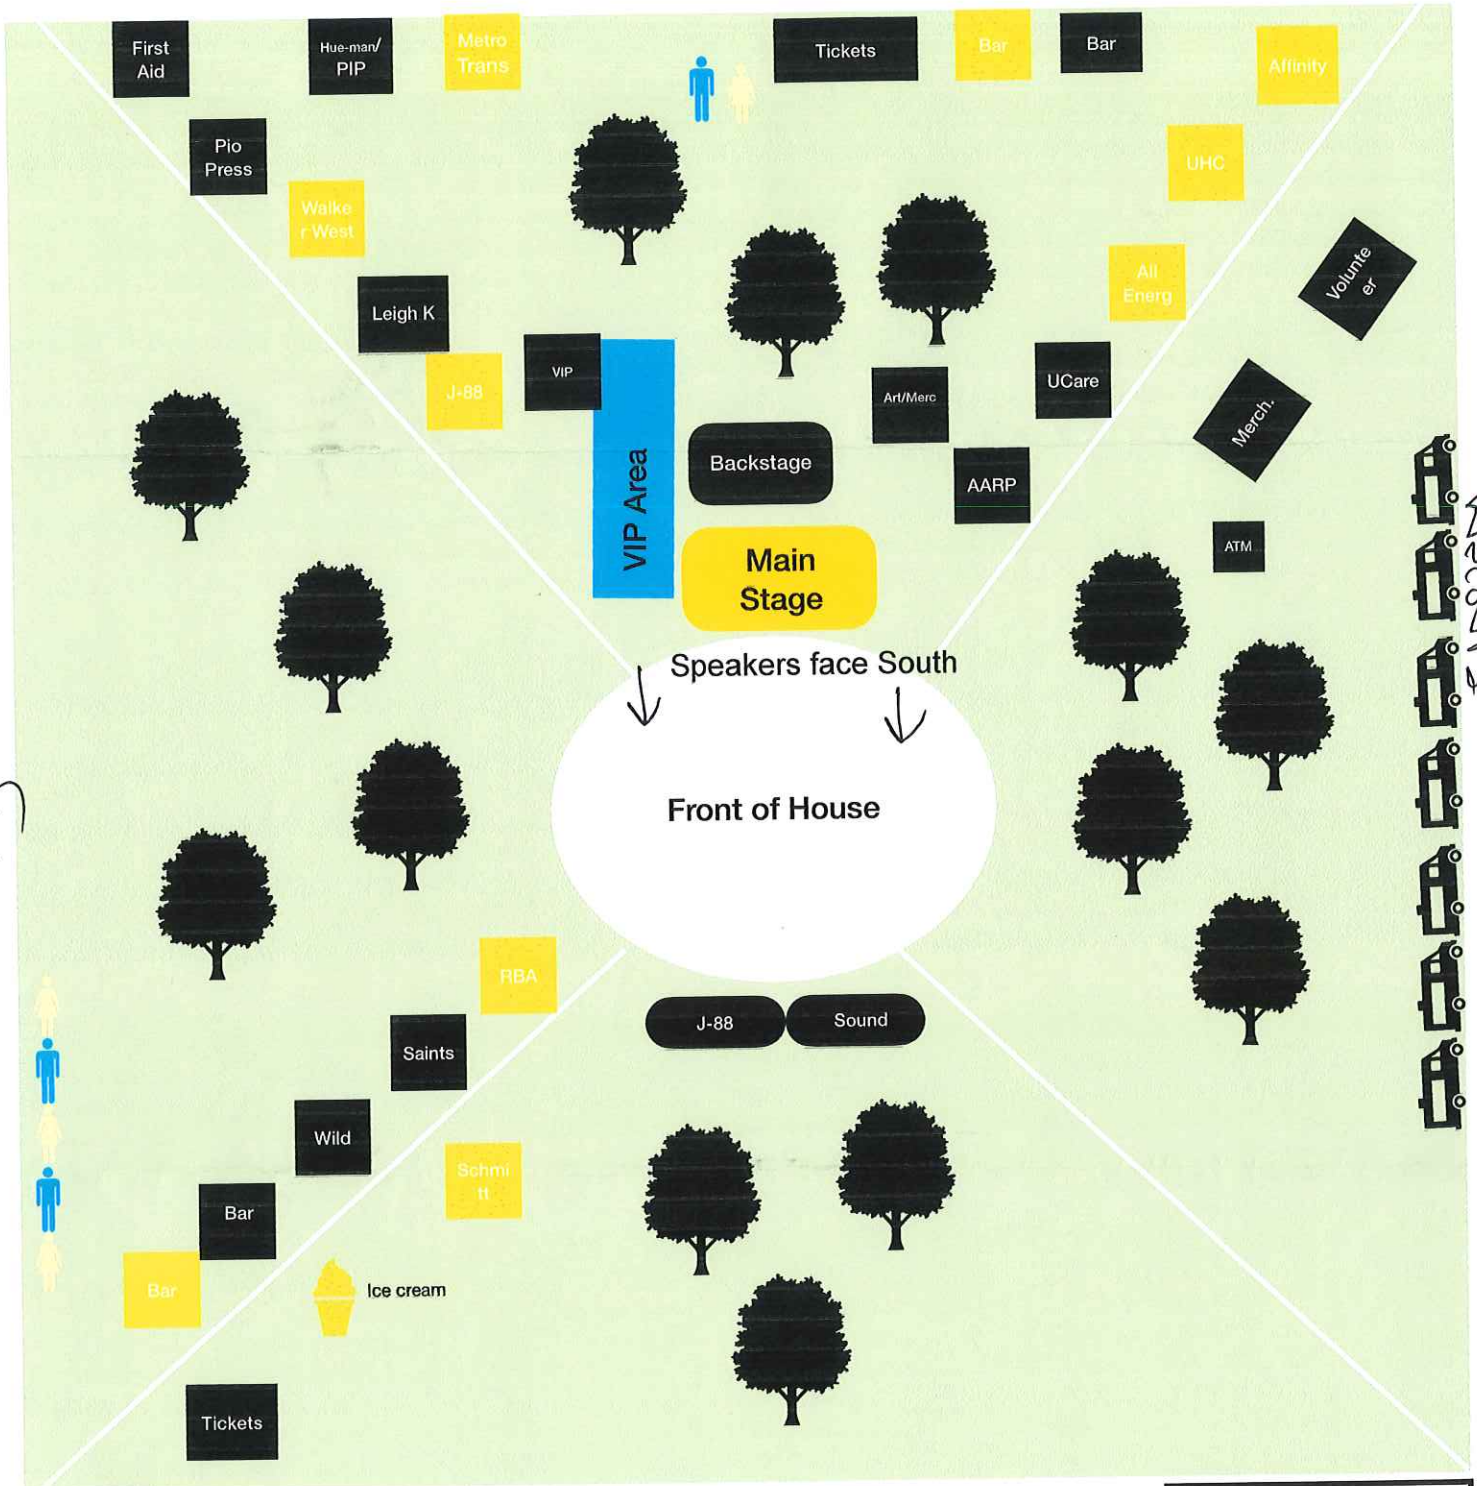 First
Aid
Hue-man/
PIP
Metro
Trans
Tickets
Bar
Bar
Affinity
Pio
Press
UHC
Walke
r West
Volunte
er
All
Energ
Leigh K
VIP
UCare
J-88
Art/Merc
Merch.
Backstage
AARP
VIP Area
ATM
Main
Stage
Speakers face South
Front of House
RBA
J-88
Sound
Saints
Wild
Schmi
tt
Bar
Bar
Ice cream
Tickets